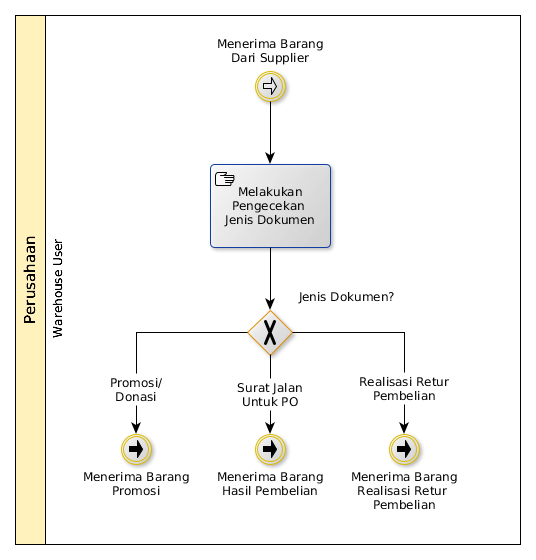 Perusahaan
Warehouse User
Menerima Barang
Dari Supplier
Melakukan
Pengecekan
Jenis Dokumen
Jenis Dokumen?
Promosi/
Donasi
Surat Jalan
Untuk PO
Realisasi Retur
Pembelian
Menerima Barang
Promosi
Menerima Barang
Hasil Pembelian
Menerima Barang
Realisasi Retur
Pembelian